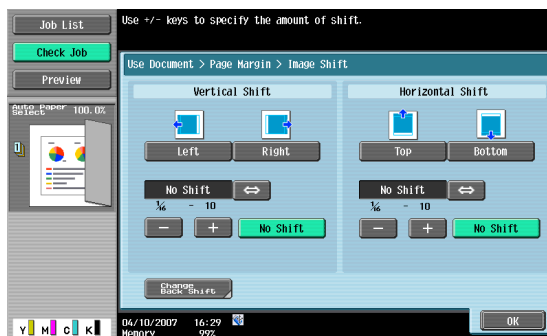 Job List
Use +/- keys to specify the amount of shift.
Check Job
Preview
Use Document > Page Margin > Image Shift
Auto Paper
Select 100.0%
Vertical Shift
Horizontal Shift
Left Right
Top Bottom
No Shift
No Shift
1/16 - 10
1/16 - 10
- + No Shift
- + No Shift
Change
Back Shift
Y M C K
04/10/2007 16:29
Memory 99%
OK